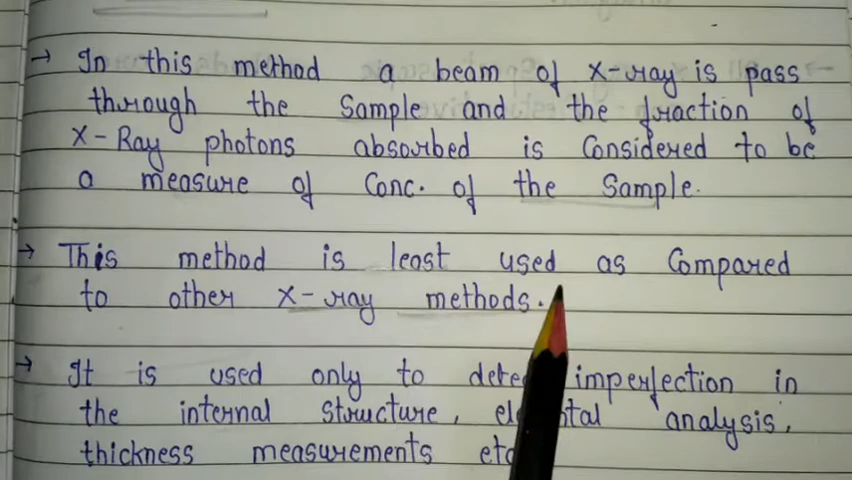 → In this method a beam of X-ray is pass
through the Sample and the fraction of
X-Ray photons absorbed is Considered to be
a measure of Conc. of the Sample.
→ This method is least used as Compared
to other X-ray methods.
→ It is used only to imperfection in
the internal structure, analysis,
thickness measurements etc